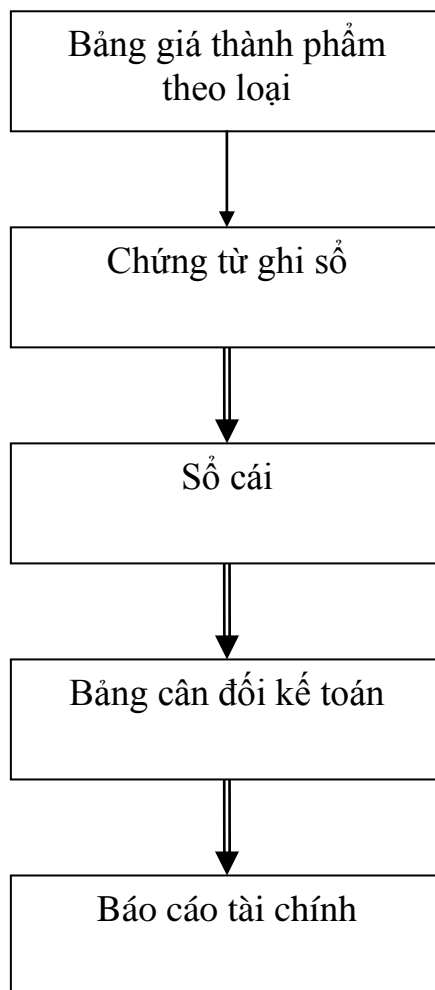 Bảng giá thành phẩm
theo loại
Chứng từ ghi sổ
Sổ cái
Bảng cân đối kế toán
Báo cáo tài chính